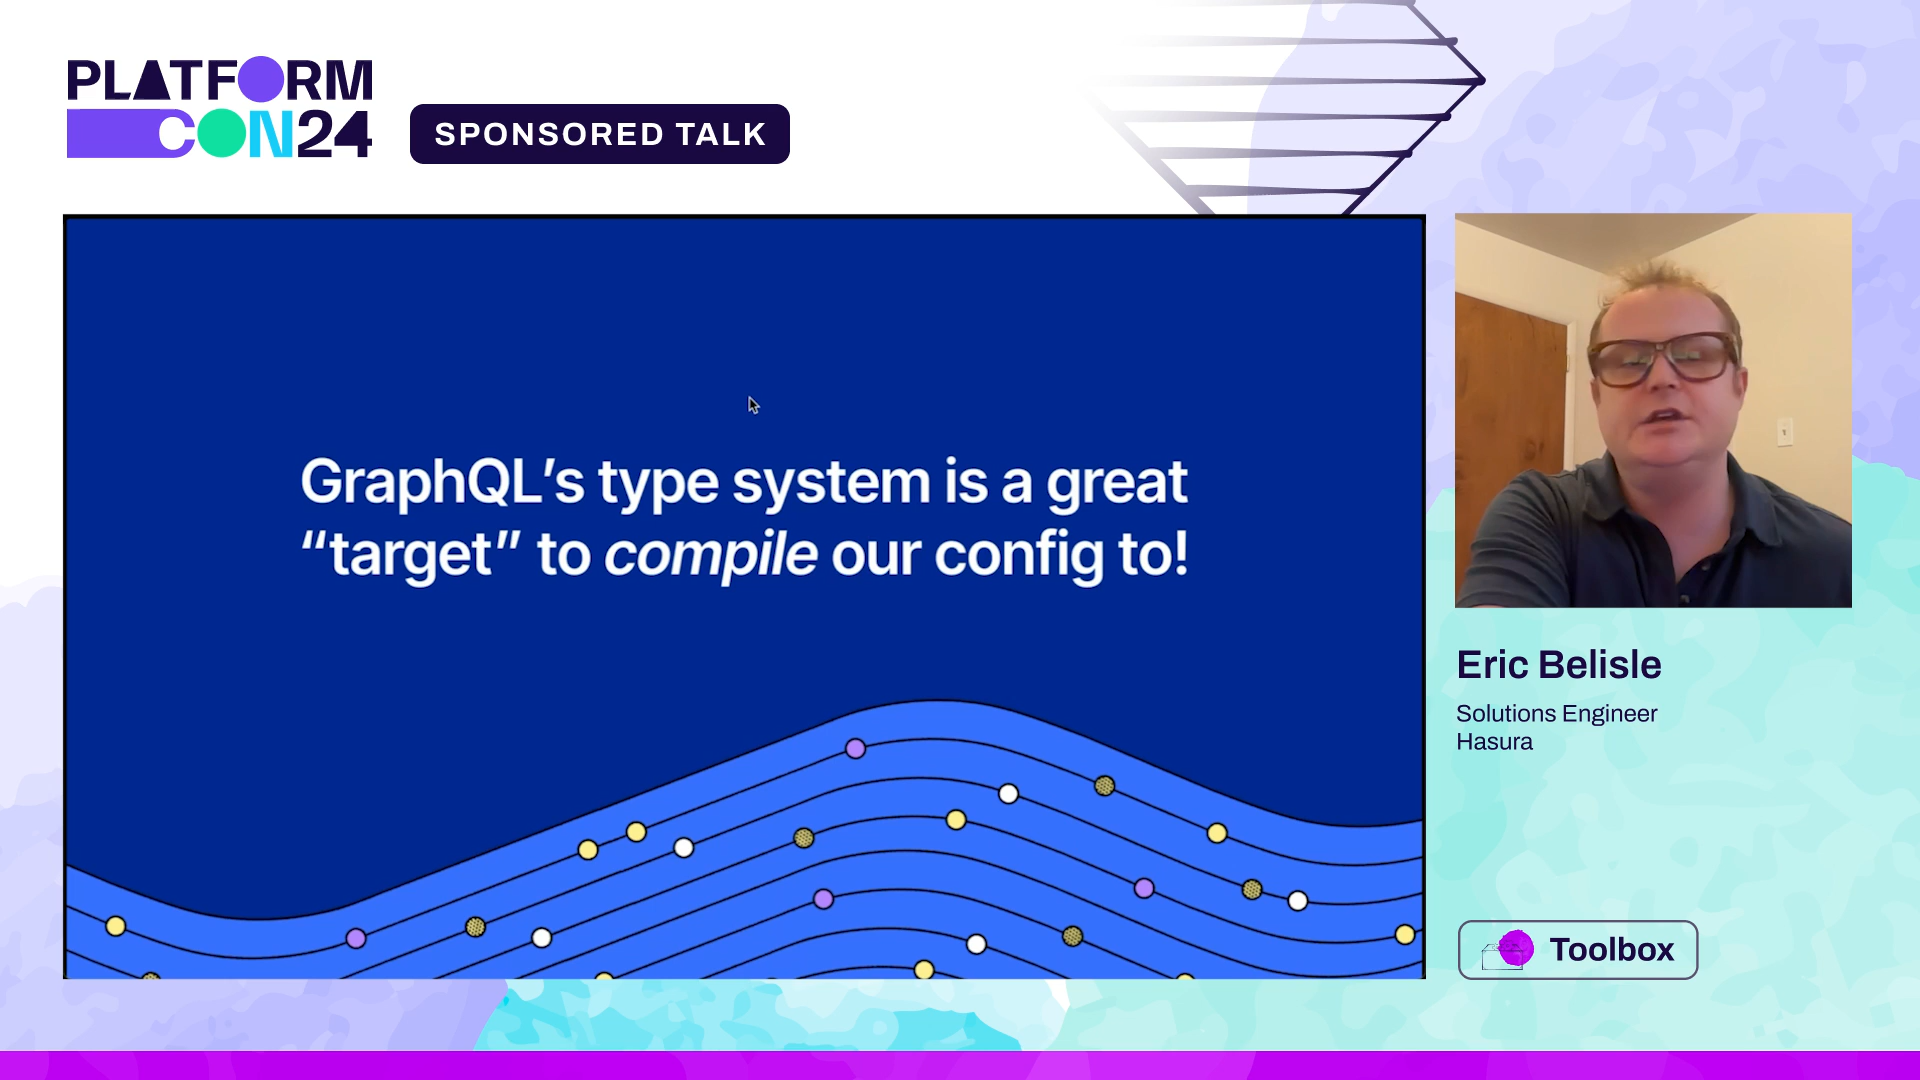 PLATFORM
CON24
SPONSORED TALK
GraphQL’s type system is a great
“target” to compile our config to!
Eric Belisle
Solutions Engineer
Hasura
Toolbox